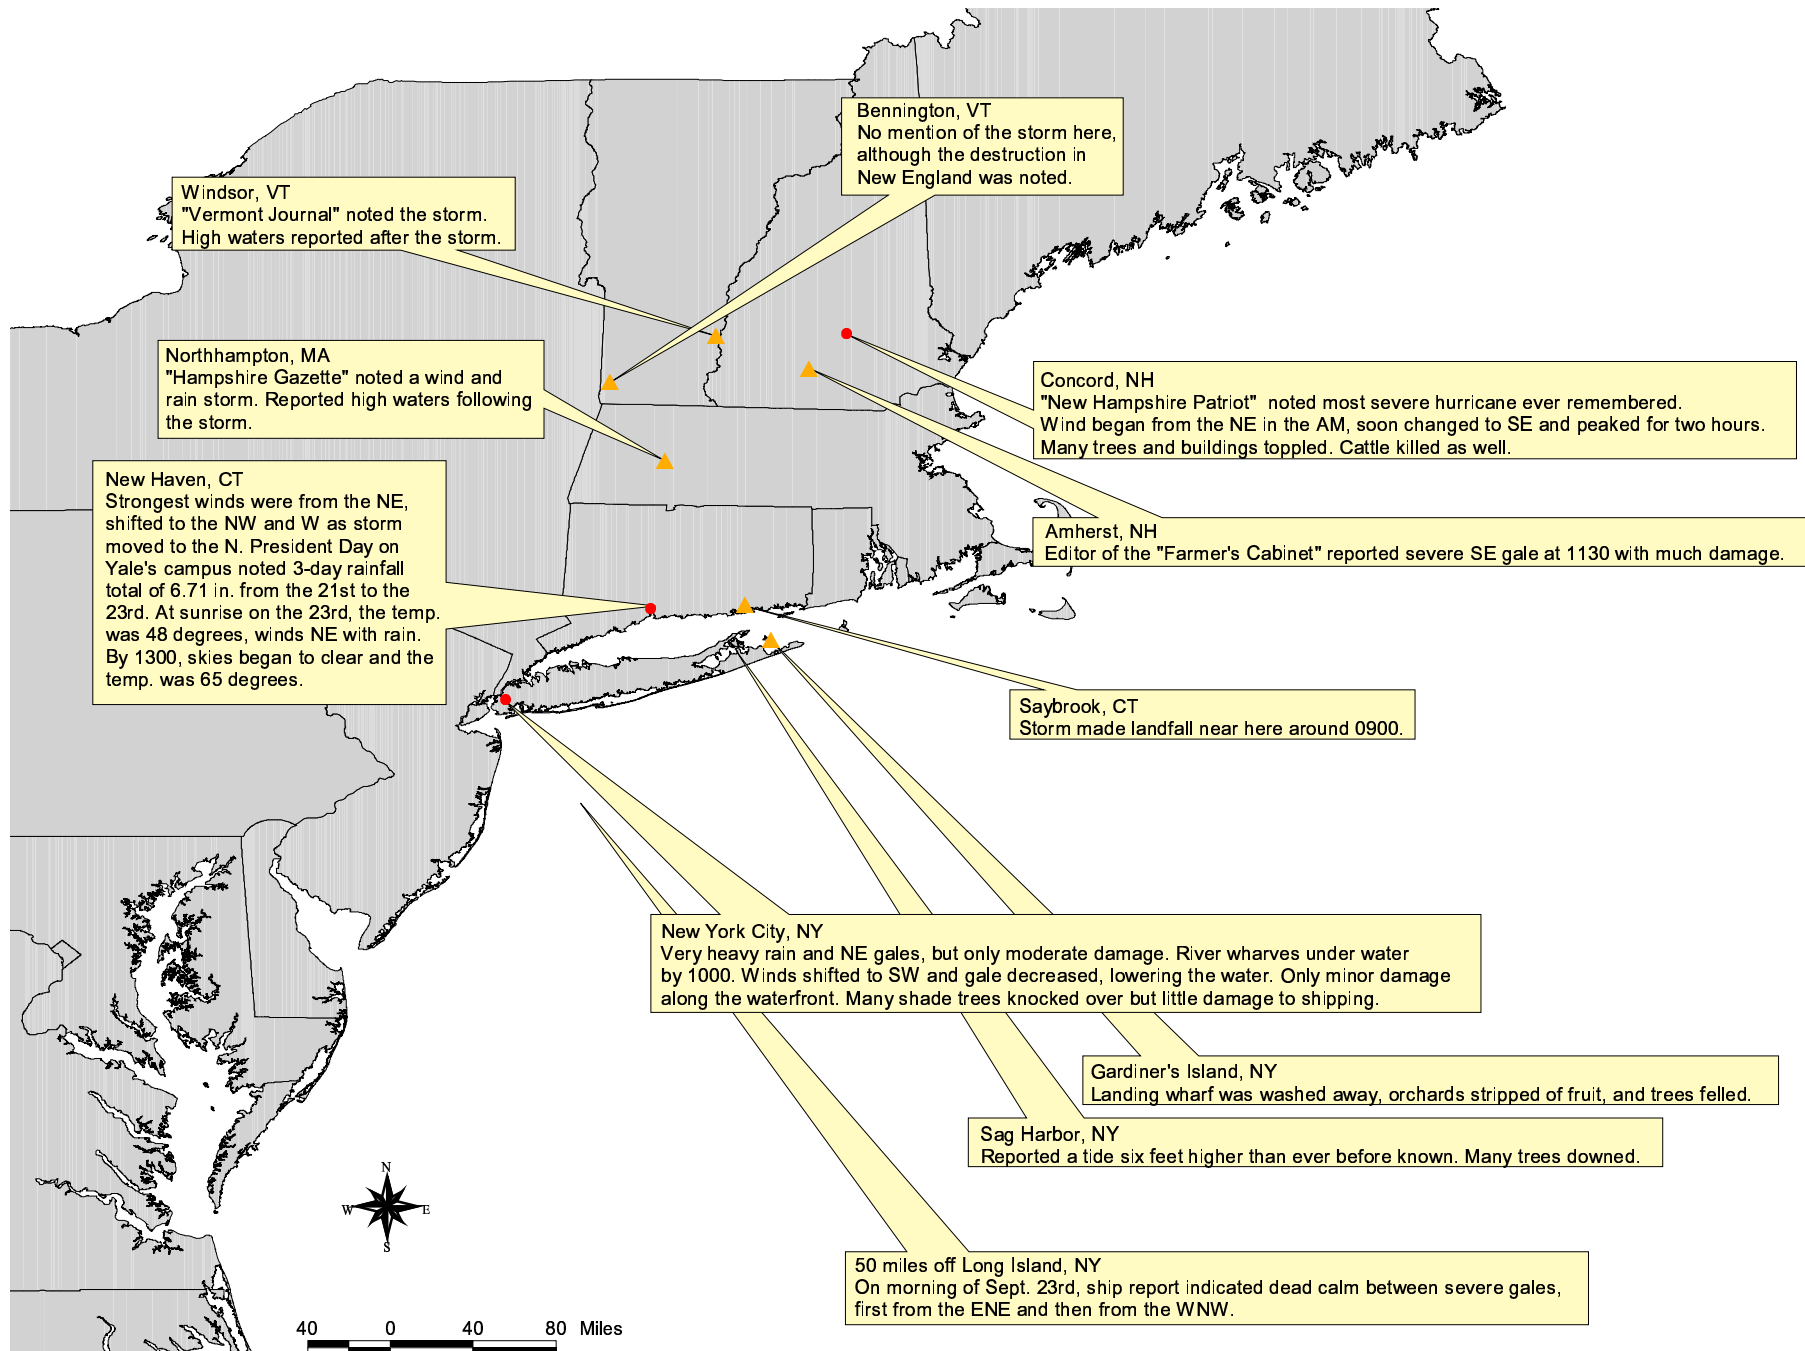 Bennington, VT
No mention of the storm here,
although the destruction in
New England was noted.
Windsor, VT
"Vermont Journal" noted the storm.
High waters reported after the storm.
Northhampton, MA
"Hampshire Gazette" noted a wind and
rain storm. Reported high waters following
the storm.
Concord, NH
"New Hampshire Patriot" noted most severe hurricane ever remembered.
Wind began from the NE in the AM, soon changed to SE and peaked for two hours.
Many trees and buildings toppled. Cattle killed as well.
New Haven, CT
Strongest winds were from the NE,
shifted to the NW and W as storm
moved to the N. President Day on
Yale's campus noted 3-day rainfall
total of 6.71 in. from the 21st to the
23rd. At sunrise on the 23rd, the temp.
was 48 degrees, winds NE with rain.
By 1300, skies began to clear and the
temp. was 65 degrees.
Amherst, NH
Editor of the "Farmer's Cabinet" reported severe SE gale at 1130 with much damage.
Saybrook, CT
Storm made landfall near here around 0900.
New York City, NY
Very heavy rain and NE gales, but only moderate damage. River wharves under water
by 1000. Winds shifted to SW and gale decreased, lowering the water. Only minor damage
along the waterfront. Many shade trees knocked over but little damage to shipping.
Gardiner's Island, NY
Landing wharf was washed away, orchards stripped of fruit, and trees felled.
Sag Harbor, NY
Reported a tide six feet higher than ever before known. Many trees downed.
N
W E
S
50 miles off Long Island, NY
On morning of Sept. 23rd, ship report indicated dead calm between severe gales,
first from the ENE and then from the WNW.
40 0 40 80 Miles